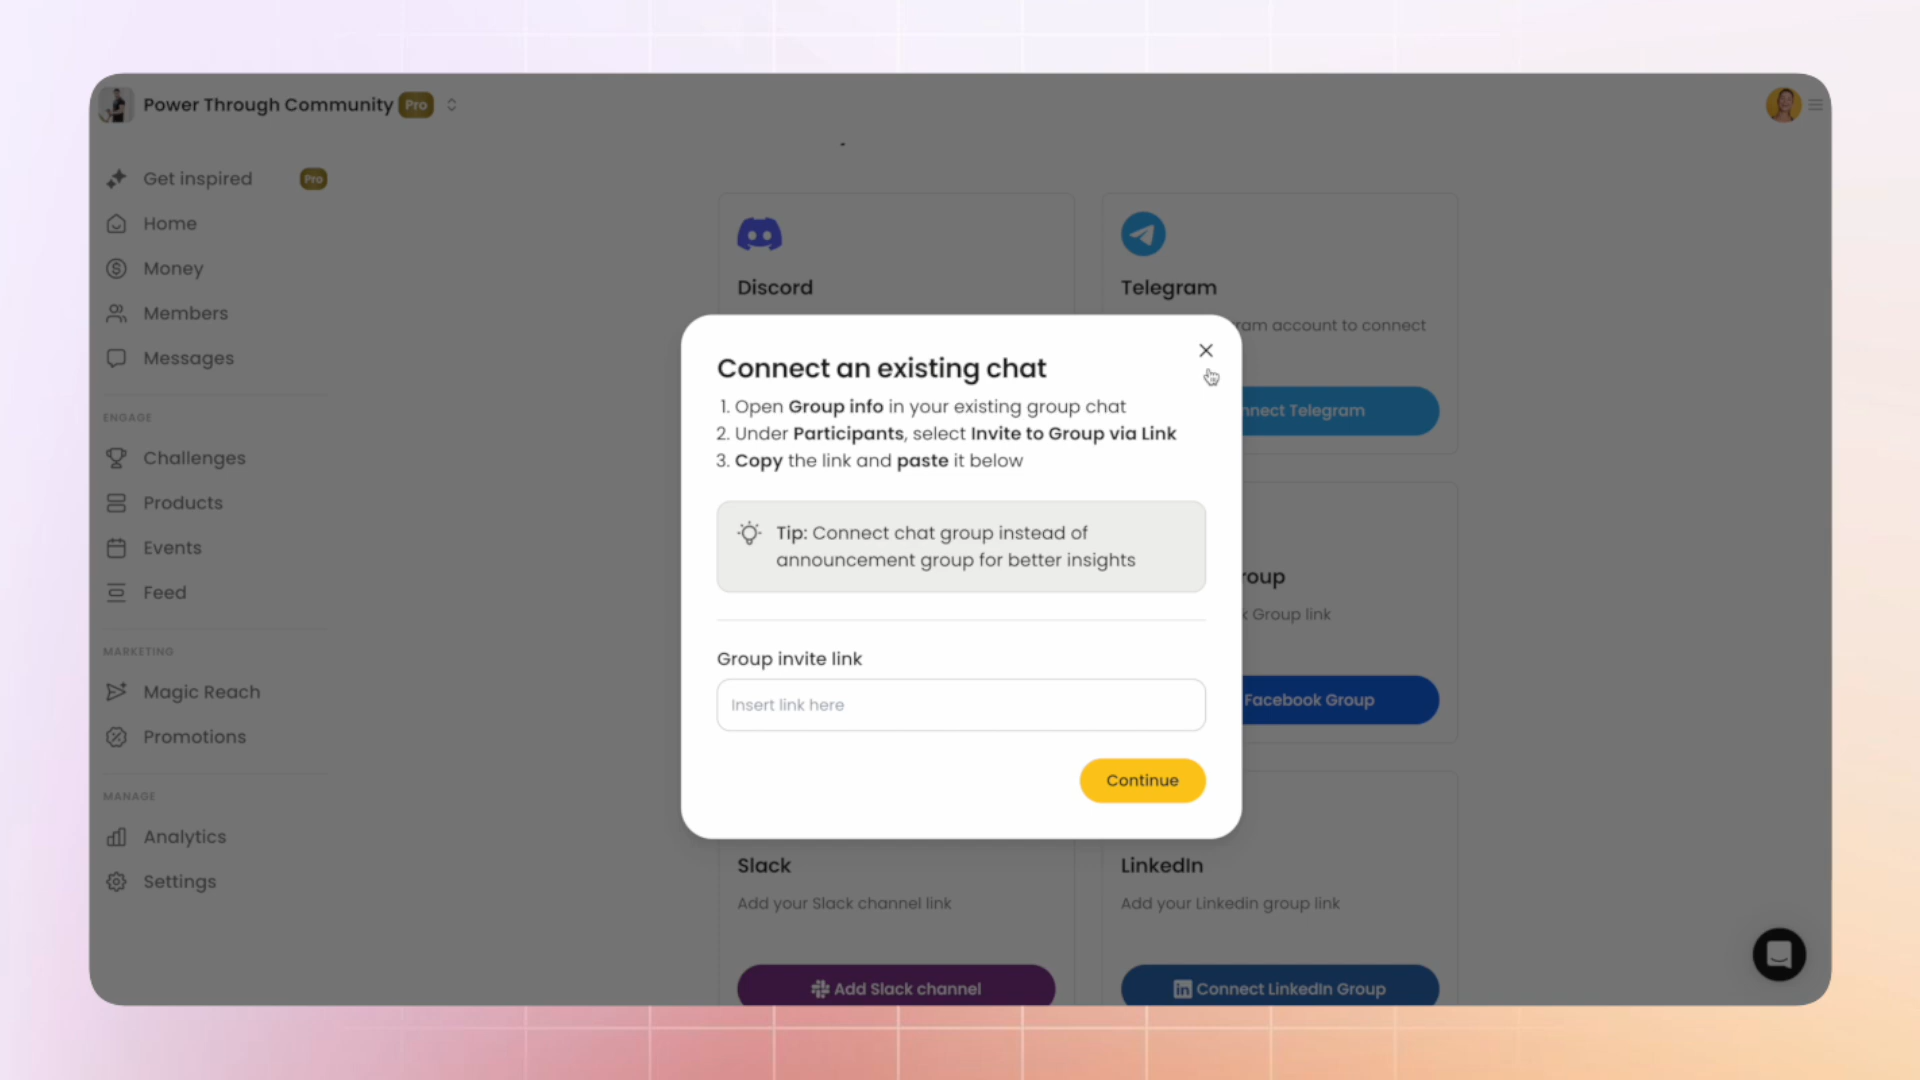 Power Through Community Pro
Get inspired Pro
Home
Money
Members
Messages
ENGAGE
Challenges
Products
Events
Feed
MARKETING
Magic Reach
Promotions
MANAGE
Analytics
Settings
Discord
Telegram
ram account to connect
nnect Telegram
Connect an existing chat
1. Open Group info in your existing group chat
2. Under Participants, select Invite to Group via Link
3. Copy the link and paste it below
Tip: Connect chat group instead of
announcement group for better insights
Group invite link
Insert link here
Continue
roup
k Group link
Facebook Group
Slack
Add your Slack channel link
Add Slack channel
LinkedIn
Add your Linkedin group link
in Connect LinkedIn Group